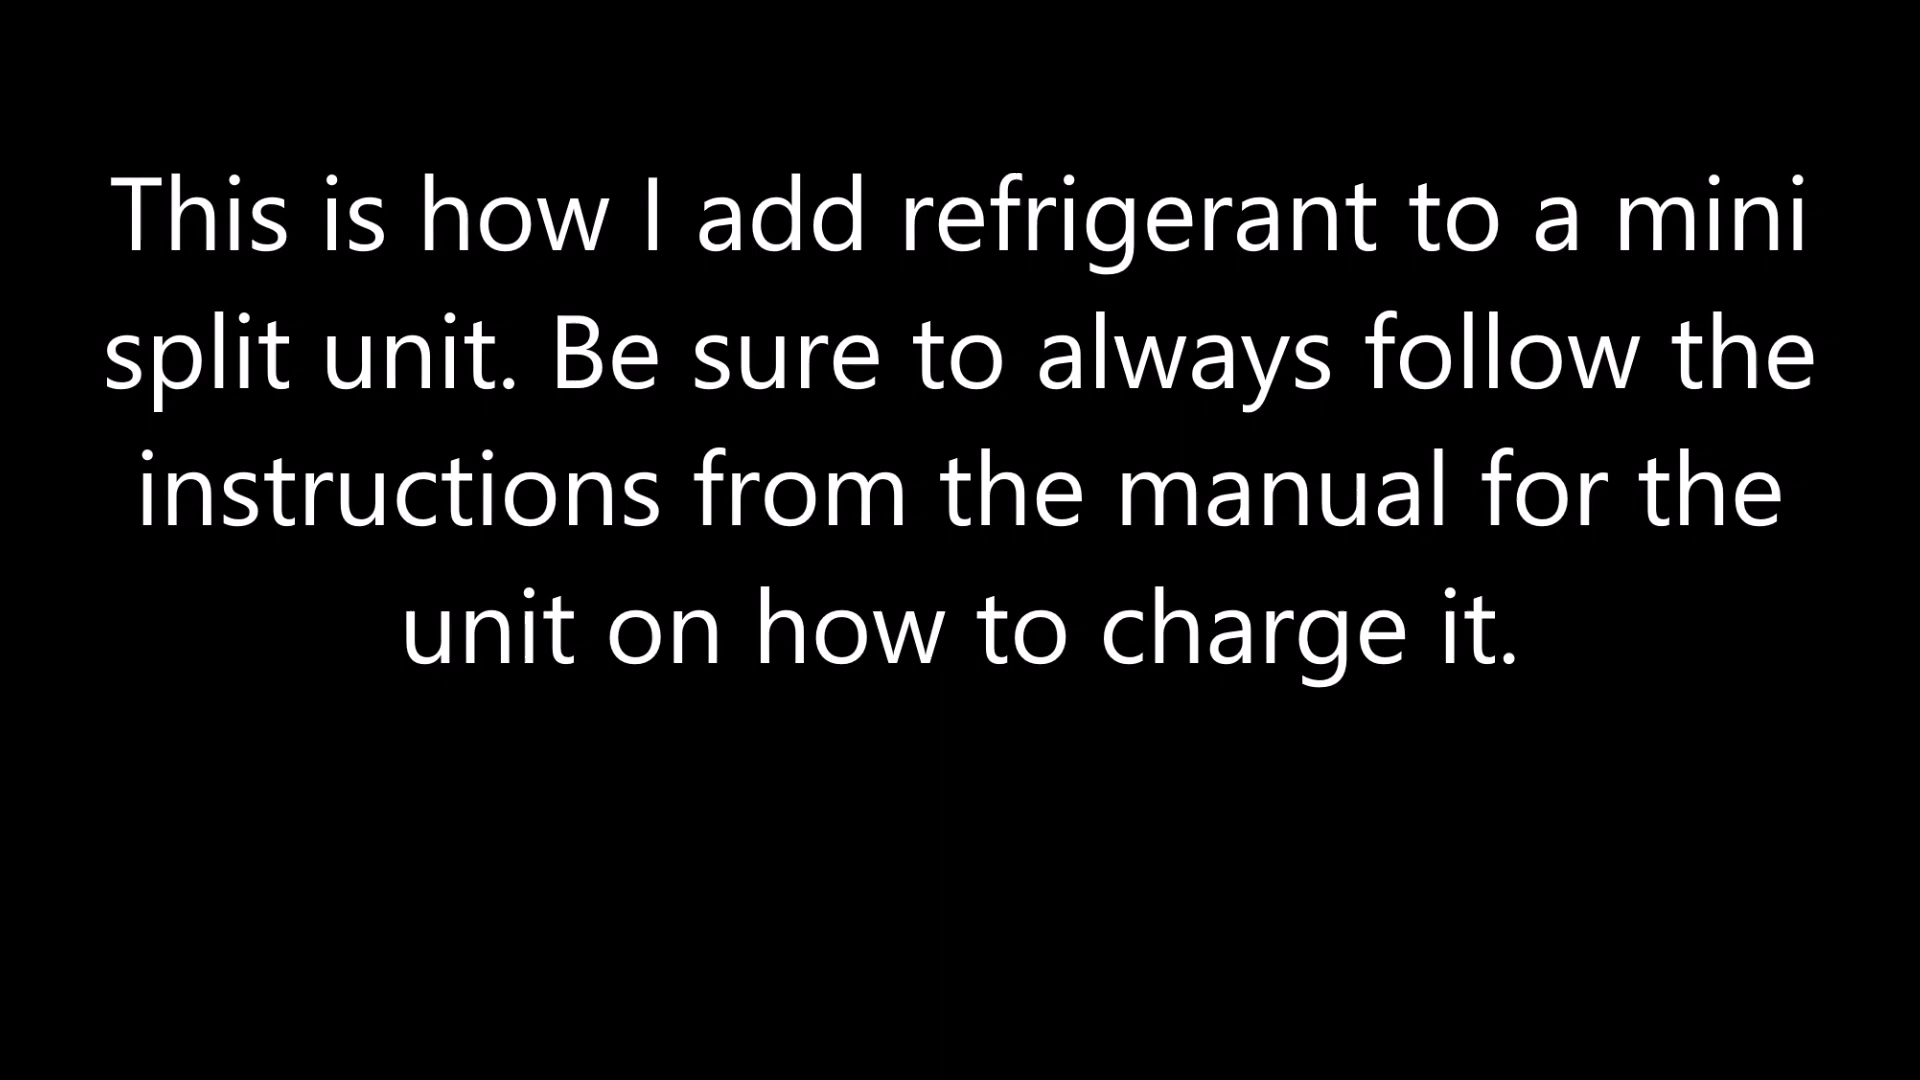 This is how I add refrigerant to a mini
split unit. Be sure to always follow the
instructions from the manual for the
unit on how to charge it.